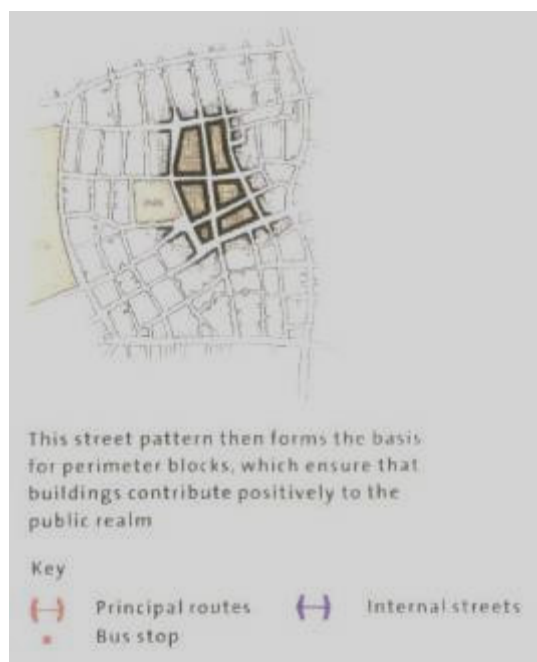 This street pattern then forms the basis
for perimeter blocks, which ensure that
buildings contribute positively to the
public realm
Key
Principal routes
Internal streets
Bus stop